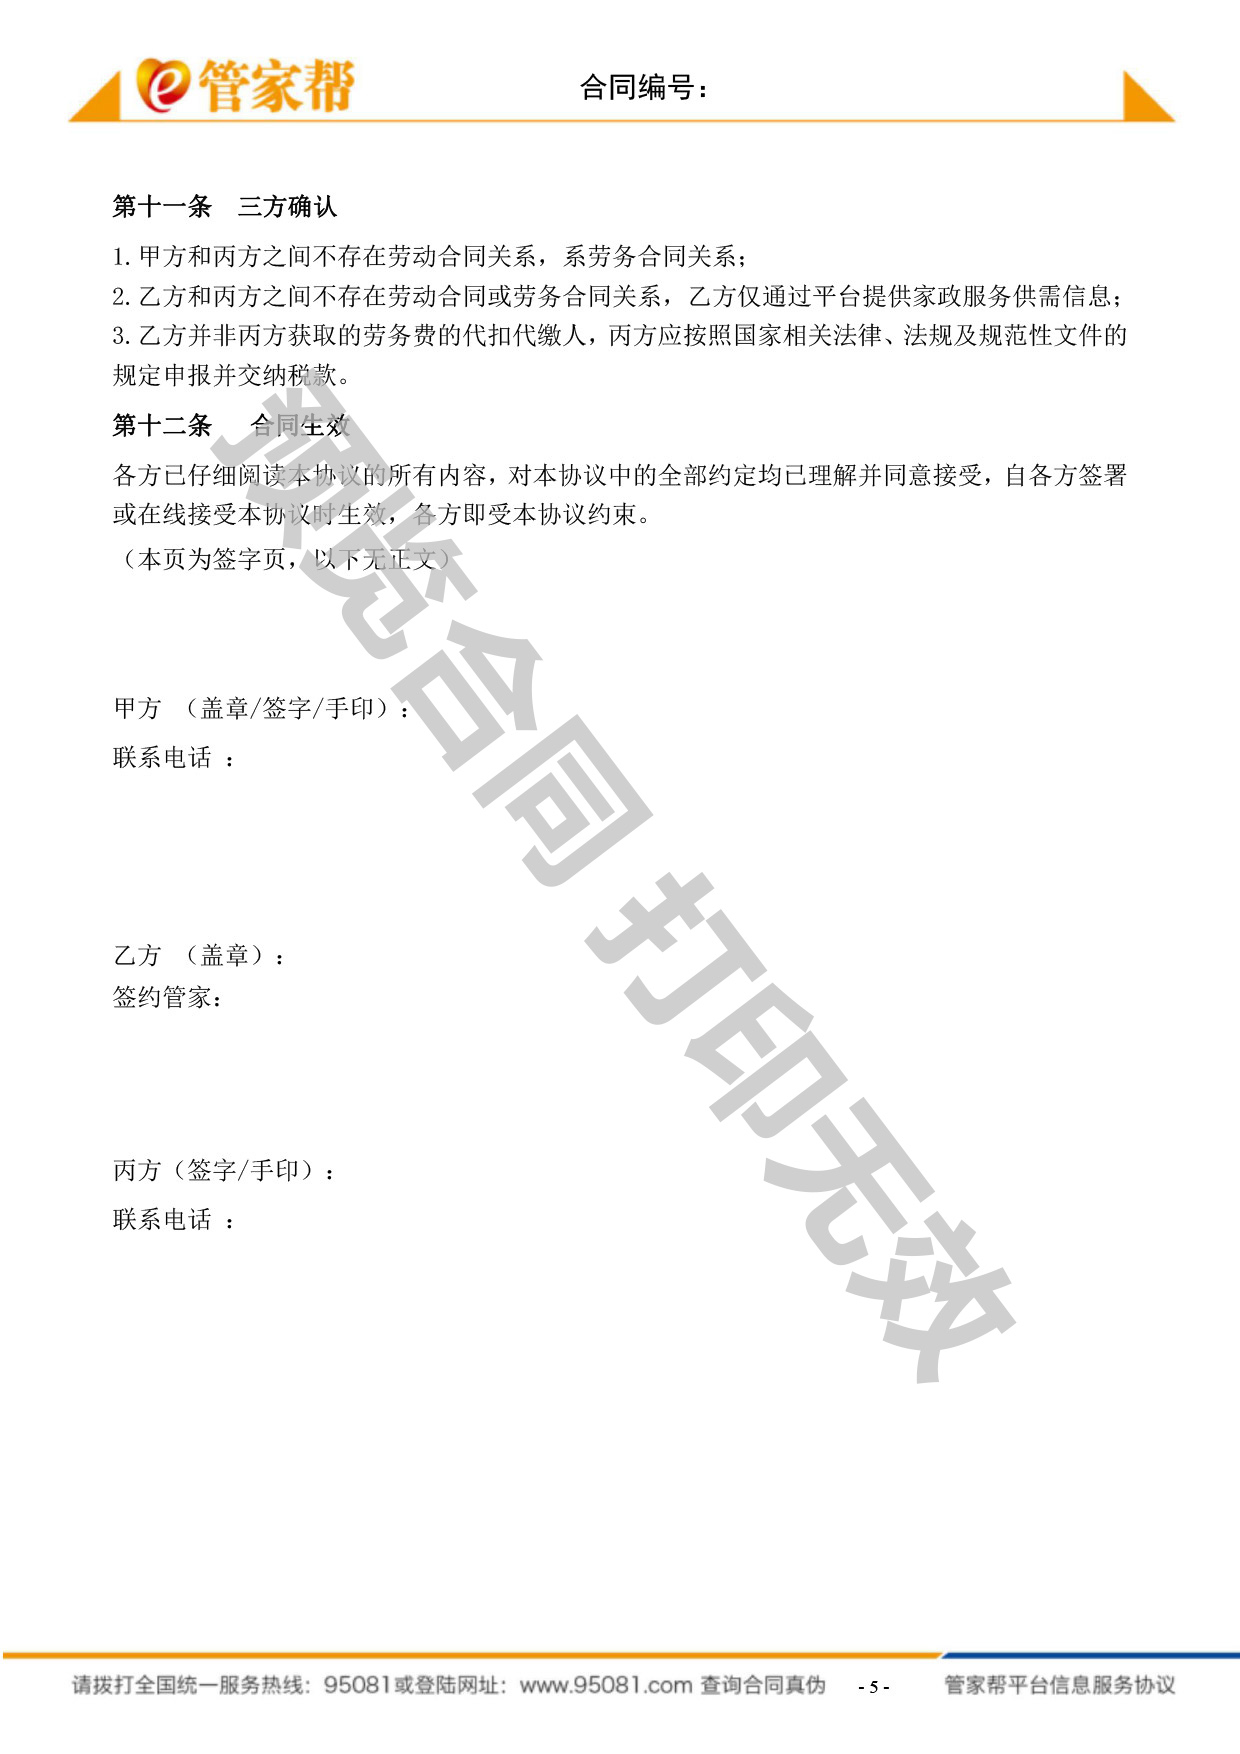 e管家帮
合同编号：
第十一条 三方确认
1.甲方和丙方之间不存在劳动合同关系，系劳务合同关系；
2.乙方和丙方之间不存在劳动合同或劳务合同关系，乙方仅通过平台提供家政服务供需信息；
3.乙方并非丙方获取的劳务费的代扣代缴人，丙方应按照国家相关法律、法规及规范性文件的
规定申报并交纳税款。
第十二条 合同生效
各方已仔细阅读本协议的所有内容，对本协议中的全部约定均已理解并同意接受，自各方签署
或在线接受本协议时生效，各方即受本协议约束。
（本页为签字页，以下无正文）
甲方 （盖章/签字/手印）：
联系电话 ：
乙方 （盖章）：
签约管家：
丙方（签字/手印）：
联系电话 ：
预览合同 打印无效
请拨打全国统一服务热线：95081或登陆网址：www.95081.com 查询合同真伪
- 5 -
管家帮平台信息服务协议